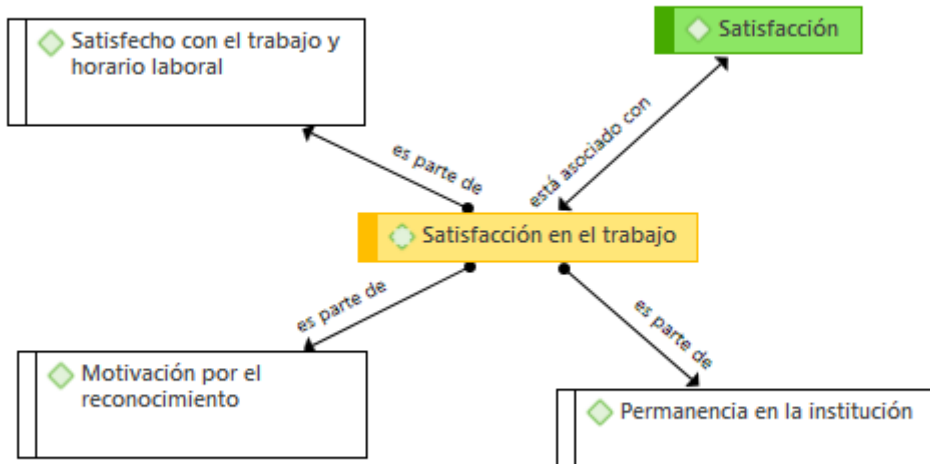 Satisfecho con el trabajo y
horario laboral
Satisfacción
es parte de
está asociado con
Satisfacción en el trabajo
es parte de
es parte de
Motivación por el
reconocimiento
Permanencia en la institución